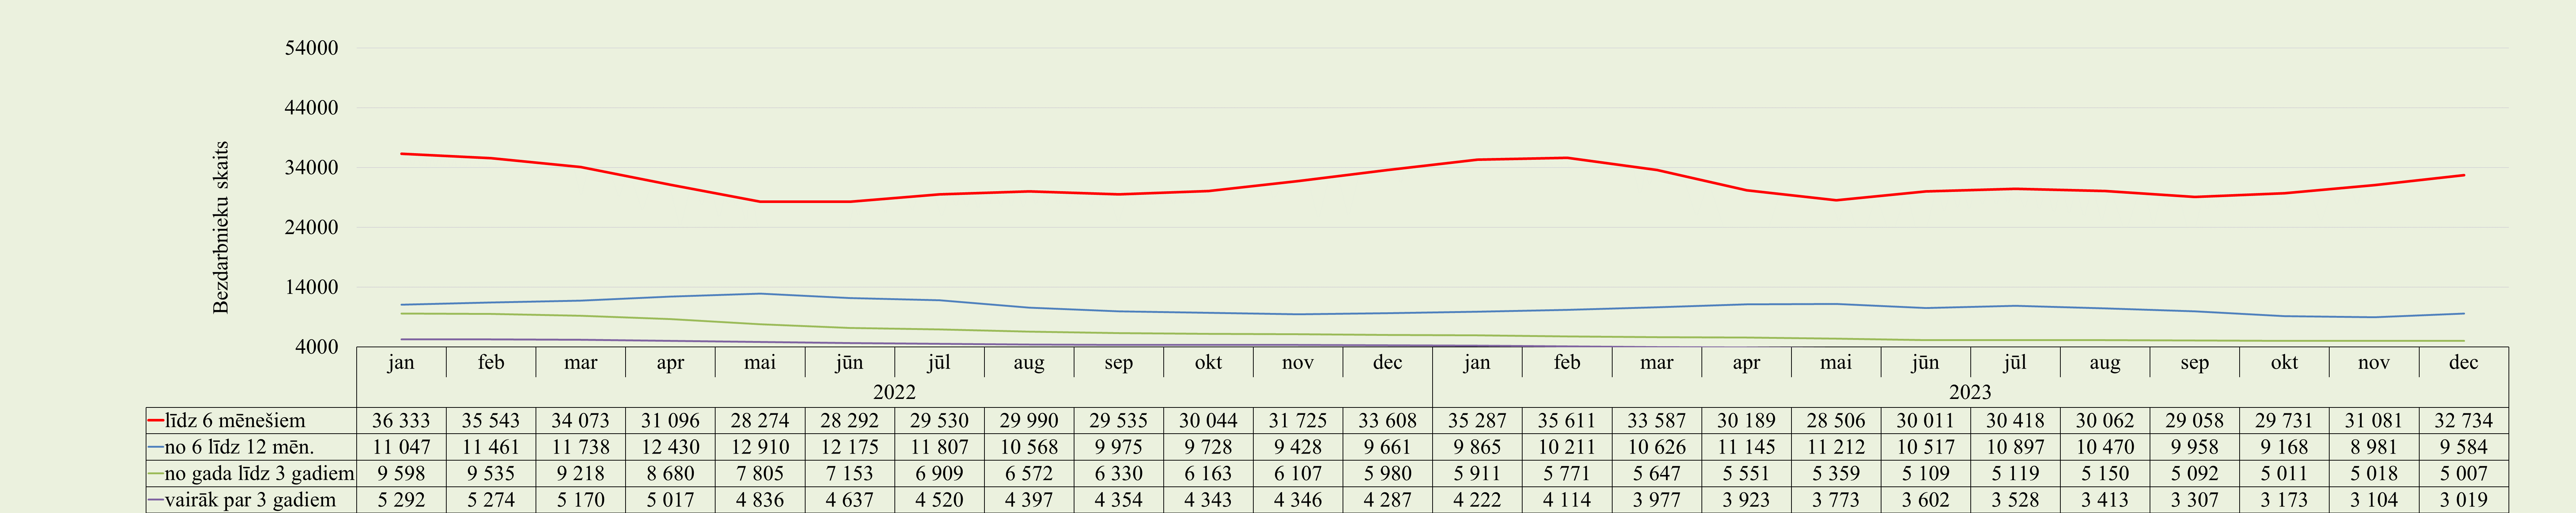 54000
44000
34000
24000
14000
4000
Bezdarbnieku skaits
jan feb mar apr mai jūn jūl aug sep okt nov dec jan feb mar apr mai jūn jūl aug sep okt nov dec
2022 2023
līdz 6 mēnešiem 36 333 35 543 34 073 31 096 28 274 28 292 29 530 29 990 29 535 30 044 31 725 33 608 35 287 35 611 33 587 30 189 28 506 30 011 30 418 30 062 29 058 29 731 31 081 32 734
no 6 līdz 12 mēn. 11 047 11 461 11 738 12 430 12 910 12 175 11 807 10 568 9 975 9 728 9 428 9 661 9 865 10 211 10 626 11 145 11 212 10 517 10 897 10 470 9 958 9 168 8 981 9 584
no gada līdz 3 gadiem 9 598 9 535 9 218 8 680 7 805 7 153 6 909 6 572 6 330 6 163 6 107 5 980 5 911 5 771 5 647 5 551 5 359 5 109 5 119 5 150 5 092 5 011 5 018 5 007
vairāk par 3 gadiem 5 292 5 274 5 170 5 017 4 836 4 637 4 520 4 397 4 354 4 343 4 346 4 287 4 222 4 114 3 977 3 923 3 773 3 602 3 528 3 413 3 307 3 173 3 104 3 019